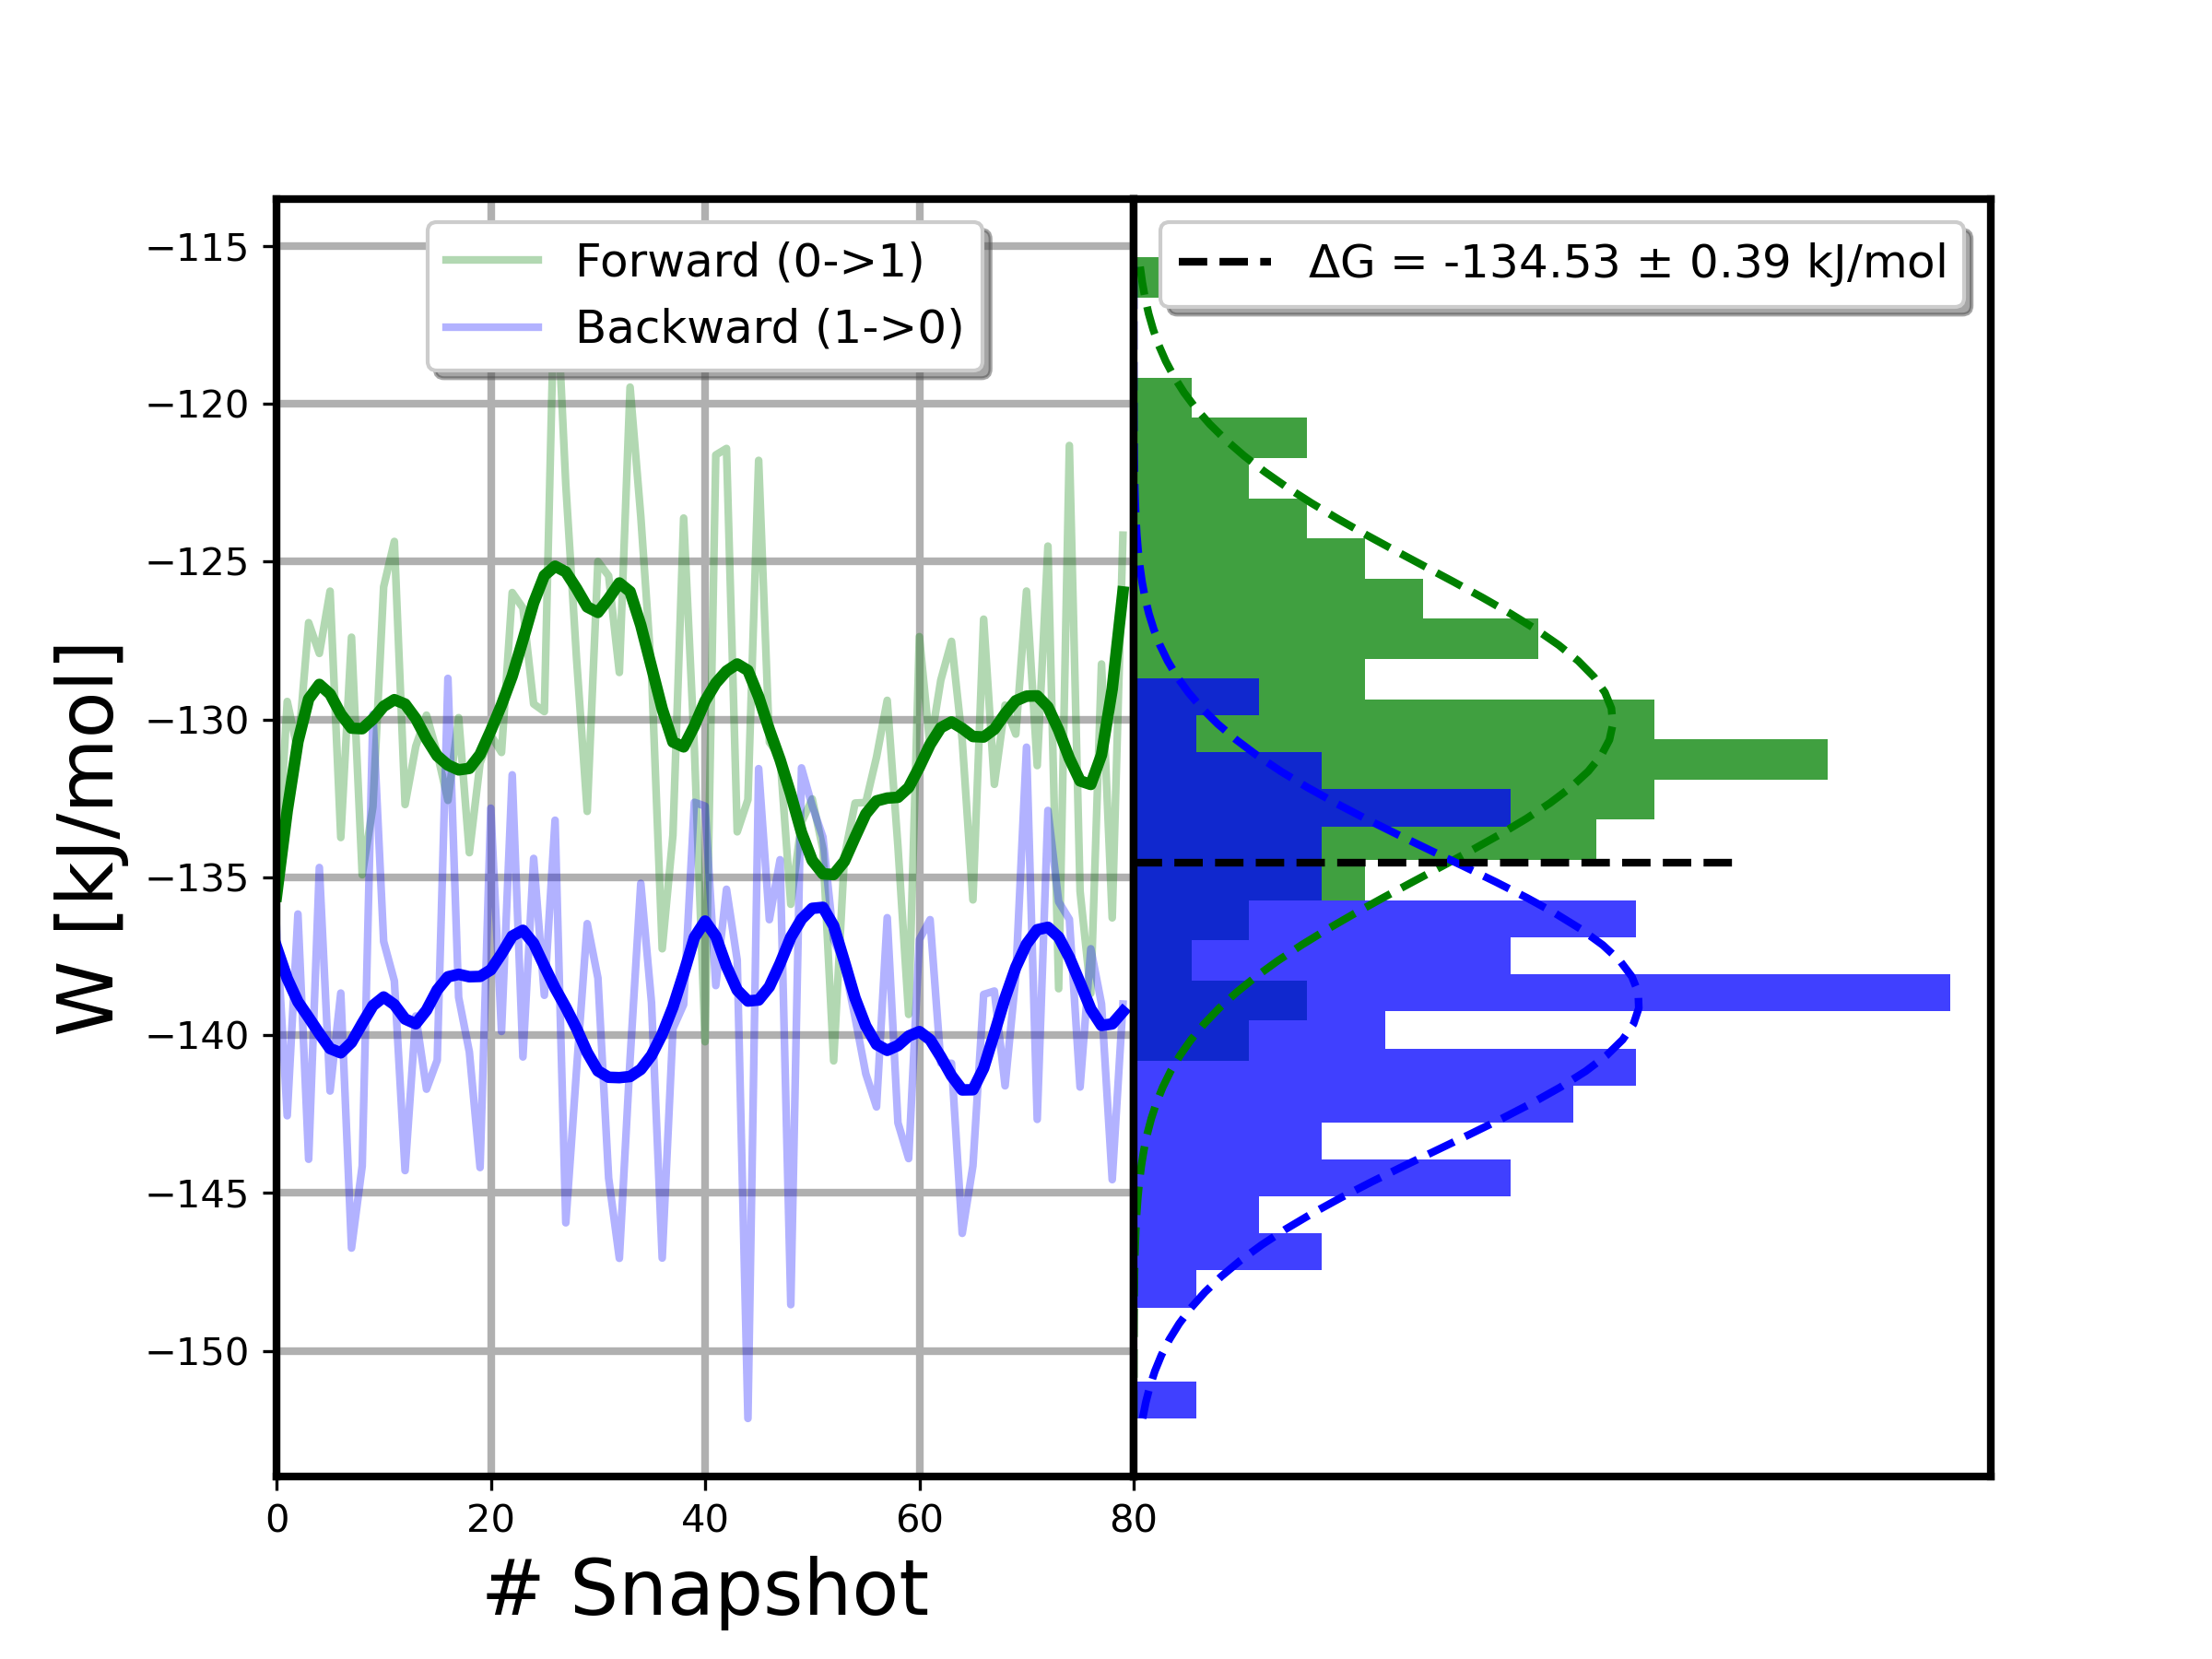 Forward (0->1)
Backward (1->0)
ΔG = -134.53 ± 0.39 kJ/mol
W [kJ/mol]
−115
−120
−125
−130
−135
−140
−145
−150
0 20 40 60 80
# Snapshot